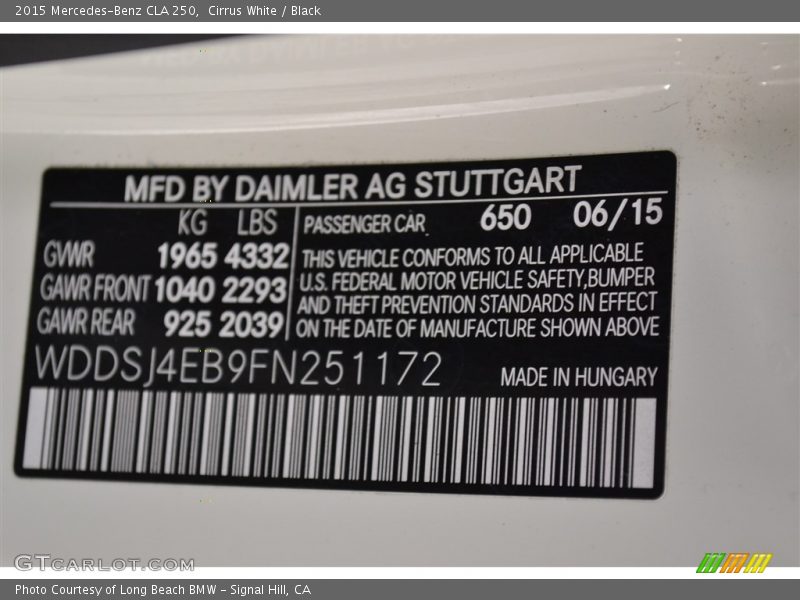 2015 Mercedes-Benz CLA 250,  Cirrus White / Black
MFD BY DAIMLER AG STUTTGART
KG LBS
GVWR 1965 4332
GAWR FRONT 1040 2293
GAWR REAR 925 2039
PASSENGER CAR 650 06/15
THIS VEHICLE CONFORMS TO ALL APPLICABLE
U.S. FEDERAL MOTOR VEHICLE SAFETY,BUMPER
AND THEFT PREVENTION STANDARDS IN EFFECT
ON THE DATE OF MANUFACTURE SHOWN ABOVE
WDDSJ4EB9FN251172
MADE IN HUNGARY
GTCARLOT.COM
Photo Courtesy of Long Beach BMW - Signal Hill, CA